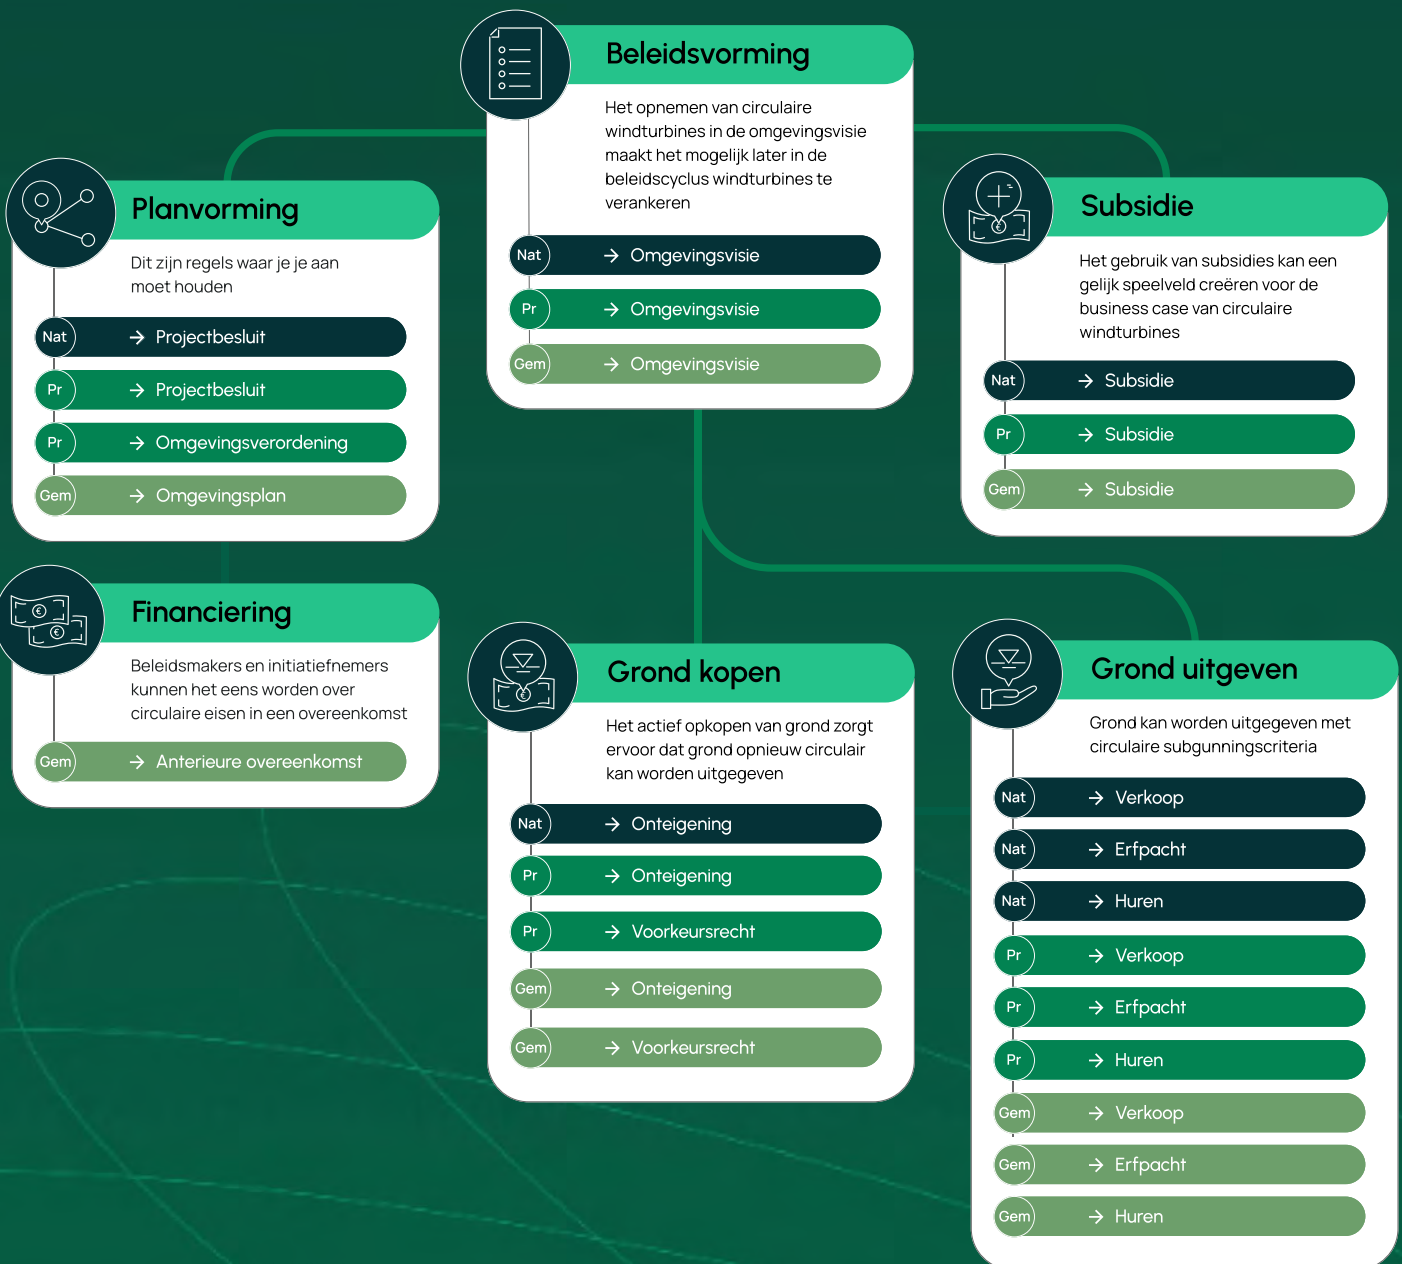 Beleidsvorming
Het opnemen van circulaire
windturbines in de omgevingsvisie
maakt het mogelijk later in de
beleidscyclus windturbines te
verankeren
Nat → Omgevingsvisie
Pr → Omgevingsvisie
Gem → Omgevingsvisie
Planvorming
Dit zijn regels waar je je aan
moet houden
Nat → Projectbesluit
Pr → Projectbesluit
Pr → Omgevingsverordening
Gem → Omgevingsplan
Subsidie
Het gebruik van subsidies kan een
gelijk speelveld creëren voor de
business case van circulaire
windturbines
Nat → Subsidie
Pr → Subsidie
Gem → Subsidie
Financiering
Beleidsmakers en initiatiefnemers
kunnen het eens worden over
circulaire eisen in een overeenkomst
Gem → Anterieure overeenkomst
Grond kopen
Het actief opkopen van grond zorgt
ervoor dat grond opnieuw circulair
kan worden uitgegeven
Nat → Onteigening
Pr → Onteigening
Pr → Voorkeursrecht
Gem → Onteigening
Gem → Voorkeursrecht
Grond uitgeven
Grond kan worden uitgegeven met
circulaire subgunningscriteria
Nat → Verkoop
Nat → Erfpacht
Nat → Huren
Pr → Verkoop
Pr → Erfpacht
Pr → Huren
Gem → Verkoop
Gem → Erfpacht
Gem → Huren